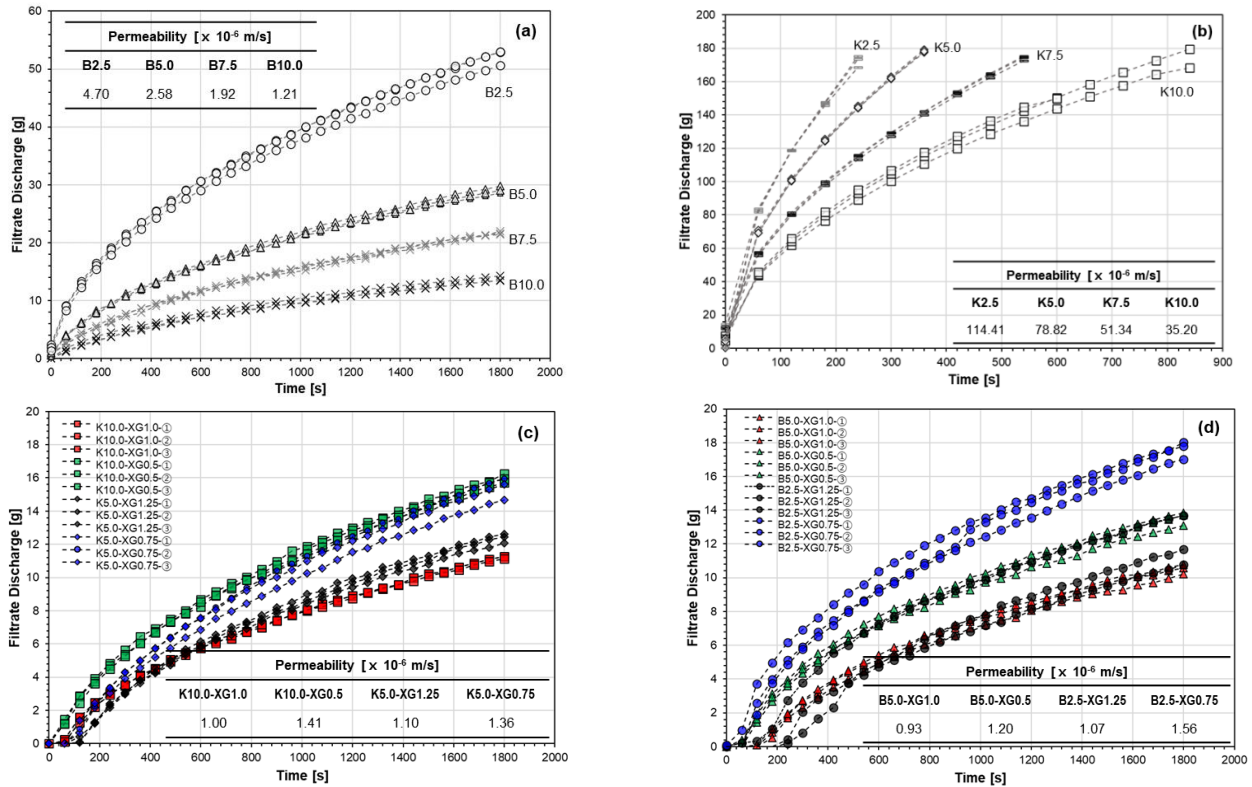 (a)
Permeability [ x 10-6 m/s]
B2.5 B5.0 B7.5 B10.0
4.70 2.58 1.92 1.21
B2.5
B5.0
B7.5
B10.0
60
50
40
30
20
10
0
Filtrate Discharge [g]
0 200 400 600 800 1000 1200 1400 1600 1800 2000
Time [s]
(b)
K2.5
K5.0
K7.5
K10.0
200
180
160
140
120
100
80
60
40
20
0
Filtrate Discharge [g]
Permeability [ x 10-6 m/s]
K2.5 K5.0 K7.5 K10.0
114.41 78.82 51.34 35.20
0 100 200 300 400 500 600 700 800 900
Time [s]
(c)
K10.0-XG1.0-①
K10.0-XG1.0-②
K10.0-XG1.0-③
K10.0-XG0.5-①
K10.0-XG0.5-②
K10.0-XG0.5-③
K5.0-XG1.25-①
K5.0-XG1.25-②
K5.0-XG1.25-③
K5.0-XG0.75-①
K5.0-XG0.75-②
K5.0-XG0.75-③
20
18
16
14
12
10
8
6
4
2
0
Filtrate Discharge [g]
Permeability [ x 10-6 m/s]
K10.0-XG1.0 K10.0-XG0.5 K5.0-XG1.25 K5.0-XG0.75
1.00 1.41 1.10 1.36
0 200 400 600 800 1000 1200 1400 1600 1800 2000
Time [s]
(d)
B5.0-XG1.0-①
B5.0-XG1.0-②
B5.0-XG1.0-③
B5.0-XG0.5-①
B5.0-XG0.5-②
B5.0-XG0.5-③
B2.5-XG1.25-①
B2.5-XG1.25-②
B2.5-XG1.25-③
B2.5-XG0.75-①
B2.5-XG0.75-②
B2.5-XG0.75-③
20
18
16
14
12
10
8
6
4
2
0
Filtrate Discharge [g]
Permeability [ x 10-6 m/s]
B5.0-XG1.0 B5.0-XG0.5 B2.5-XG1.25 B2.5-XG0.75
0.93 1.20 1.07 1.56
0 200 400 600 800 1000 1200 1400 1600 1800 2000
Time [s]